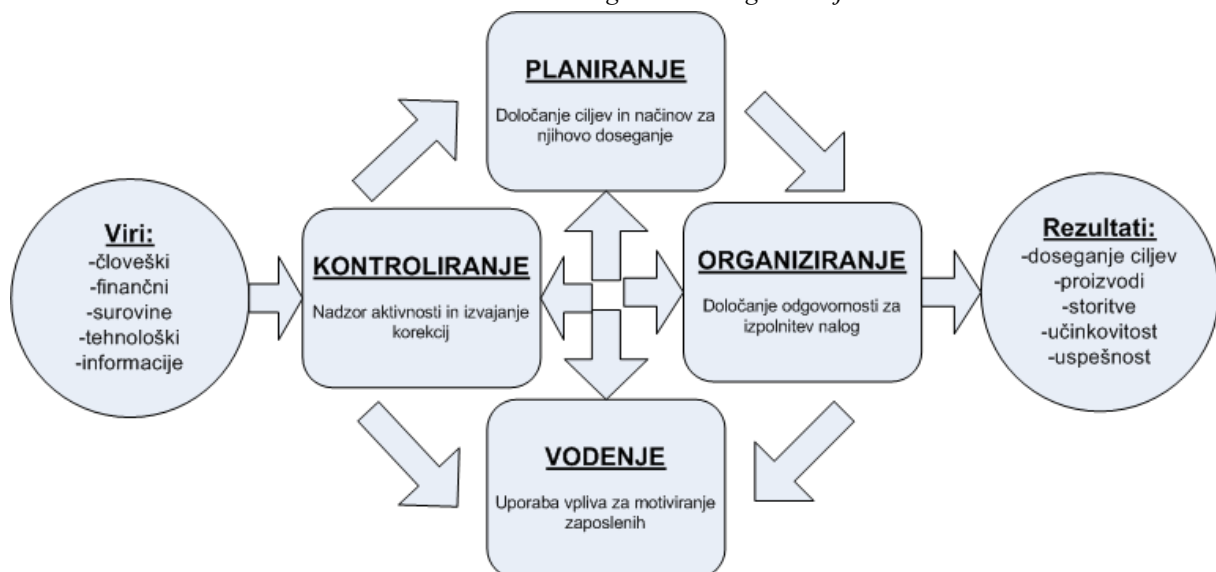 PLANIRANJE
Določanje ciljev in načinov za
njihovo doseganje
Viri:
-človeški
-finančni
-surovine
-tehnološki
-informacije
KONTROLIRANJE
Nadzor aktivnosti in izvajanje
korekcij
ORGANIZIRANJE
Določanje odgovornosti za
izpolnitev nalog
Rezultati:
-doseganje ciljev
-proizvodi
-storitve
-učinkovitost
-uspešnost
VODENJE
Uporaba vpliva za motiviranje
zaposlenih